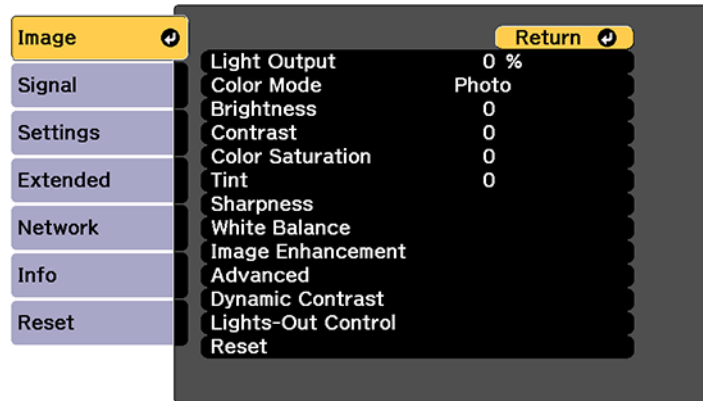 Image
Signal
Settings
Extended
Network
Info
Reset
Return
Light Output 0 %
Color Mode Photo
Brightness 0
Contrast 0
Color Saturation 0
Tint 0
Sharpness
White Balance
Image Enhancement
Advanced
Dynamic Contrast
Lights-Out Control
Reset